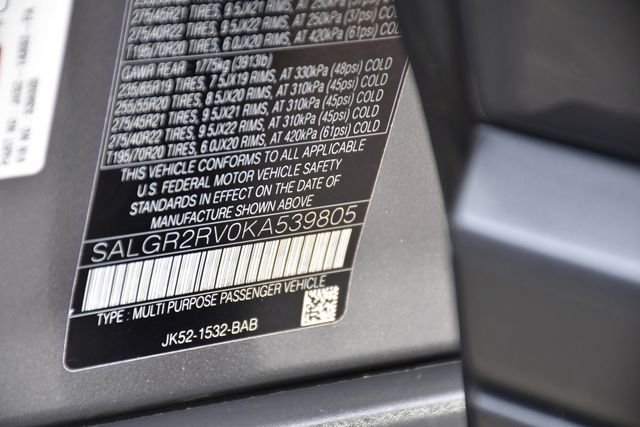 275/45R21 TIRES, 9.5JX21 RIMS,
275/40R22 TIRES, 9.5JX22 RIMS, AT 250kPa (37psi) COLD
T195/70R20 TIRES, 6.0JX20 RIMS, AT 420kPa (61psi) COLD
GAWR REAR 1775kg (3913lb)
235/65R19 TIRES, 7.5JX19 RIMS, AT 330kPa (48psi) COLD
255/55R20 TIRES, 8.5JX20 RIMS, AT 310kPa (45psi) COLD
275/45R21 TIRES, 9.5JX21 RIMS, AT 310kPa (45psi) COLD
275/40R22 TIRES, 9.5JX22 RIMS, AT 310kPa (45psi) COLD
T195/70R20 TIRES, 6.0JX20 RIMS, AT 420kPa (61psi) COLD
THIS VEHICLE CONFORMS TO ALL APPLICABLE
U.S. FEDERAL MOTOR VEHICLE SAFETY
STANDARDS IN EFFECT ON THE DATE OF
MANUFACTURE SHOWN ABOVE
SALGR2RV0KA539805
TYPE : MULTI PURPOSE PASSENGER VEHICLE
JK52-1532-BAB